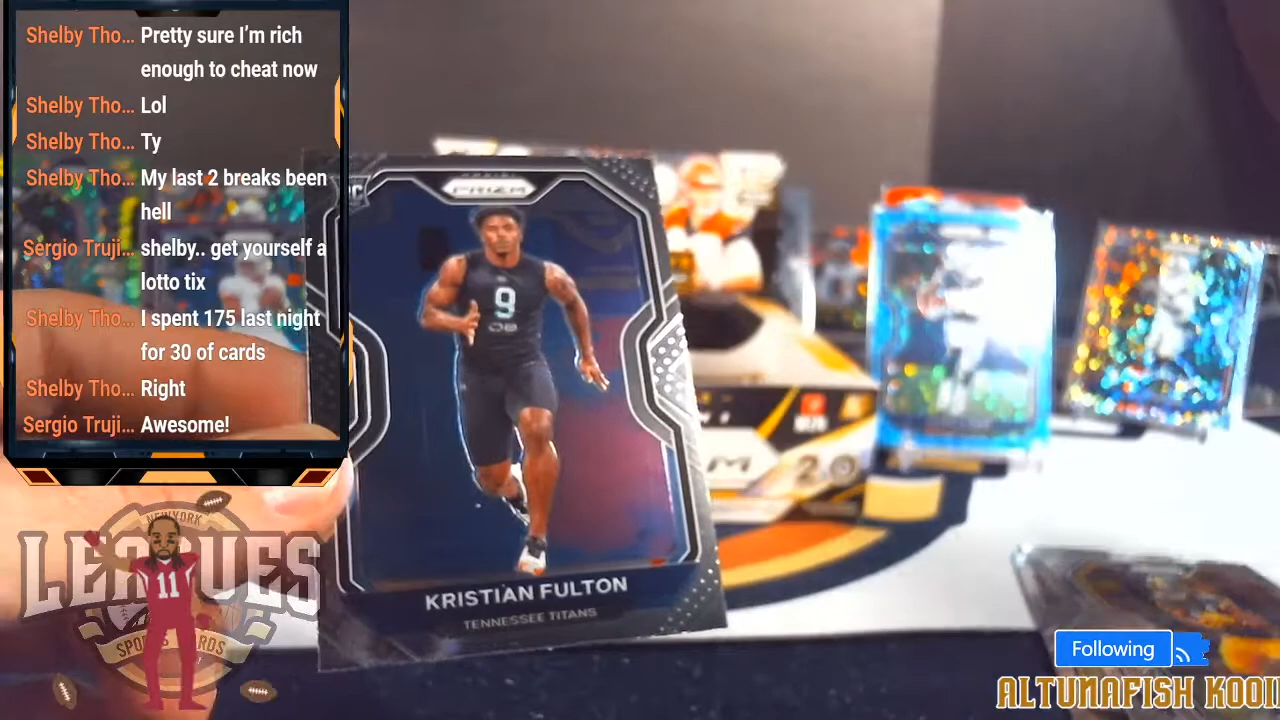 Shelby Tho... Pretty sure I'm rich
enough to cheat now
Shelby Tho... Lol
Shelby Tho... Ty
Shelby Tho... My last 2 breaks been
hell
Sergio Truji... shelby.. get yourself a
lotto tix
Shelby Tho... I spent 175 last night
for 30 of cards
Shelby Tho... Right
Sergio Truji... Awesome!
PRIZM
9
KRISTIAN FULTON
TENNESSEE TITANS
2.0
NEW YORK
LEAGUES
11
SPORTS CARDS
Following
ALTUNAFISH KOOI